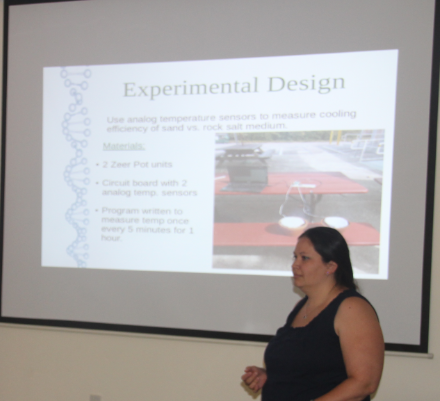 Experimental Design
Use analog temperature sensors to measure cooling
efficiency of sand vs. rock salt medium.
Materials:
• 2 Zeer Pot units
• Circuit board with 2
analog temp. sensors
• Program written to
measure temp once
every 5 minutes for 1
hour.